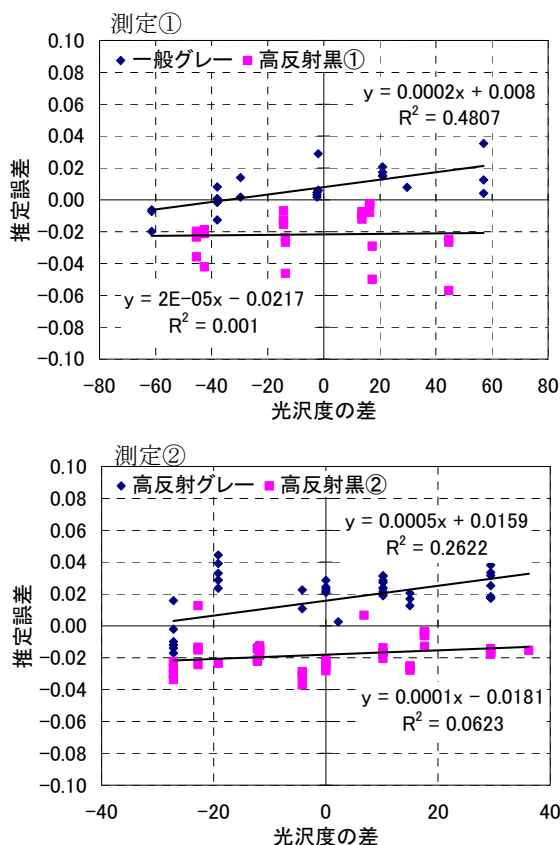 測定①
0.10
0.08
0.06
0.04
0.02
0.00
−0.02
−0.04
−0.06
−0.08
−0.10
推定誤差
一般グレー 高反射黒①
y = 0.0002x + 0.008
R² = 0.4807
y = 2E-05x − 0.0217
R² = 0.001
−80 −60 −40 −20 0 20 40 60 80
光沢度の差
測定②
0.10
0.08
0.06
0.04
0.02
0.00
−0.02
−0.04
−0.06
−0.08
−0.10
推定誤差
高反射グレー 高反射黒②
y = 0.0005x + 0.0159
R² = 0.2622
y = 0.0001x − 0.0181
R² = 0.0623
−40 −20 0 20 40
光沢度の差